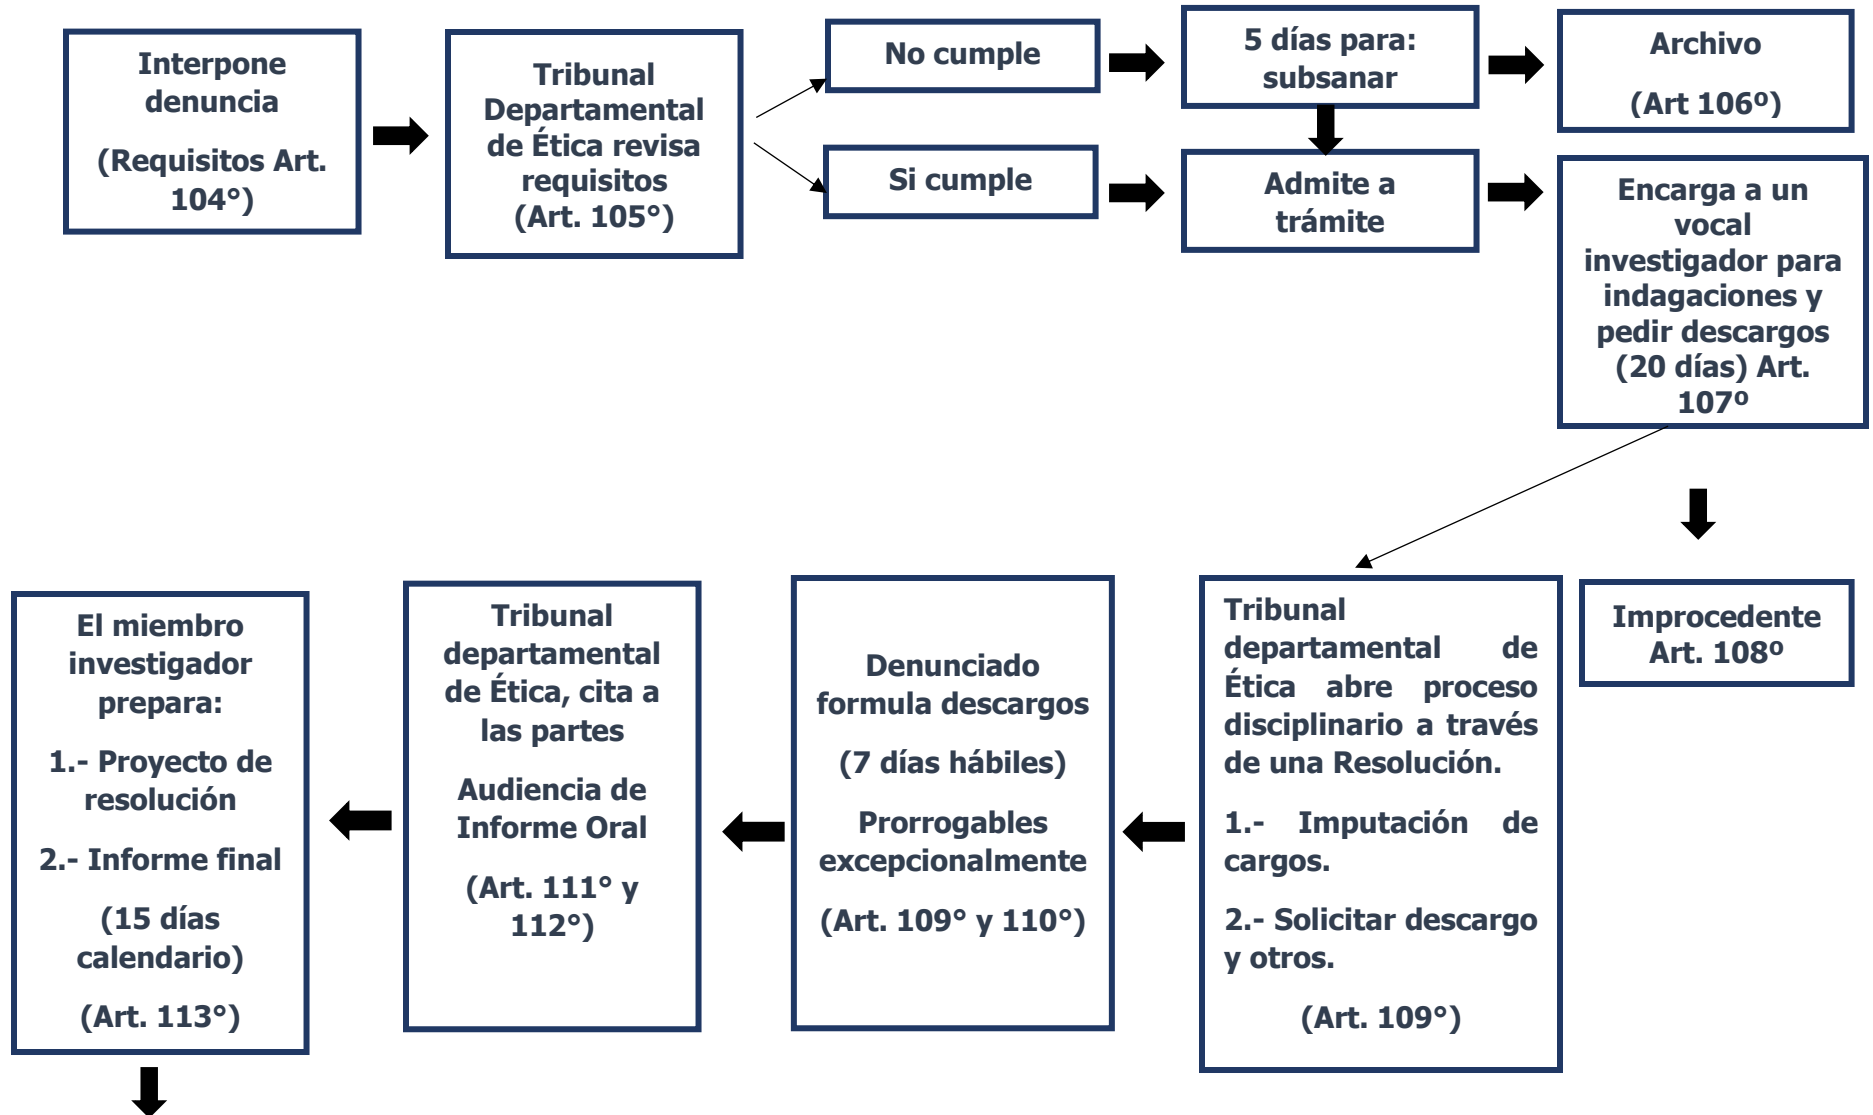 Interpone
denuncia
(Requisitos Art.
104°)
Tribunal
Departamental
de Ética revisa
requisitos
(Art. 105°)
No cumple
5 días para:
subsanar
Archivo
(Art 106º)
Si cumple
Admite a
trámite
Encarga a un
vocal
investigador para
indagaciones y
pedir descargos
(20 días) Art.
107º
Improcedente
Art. 108º
Tribunal
departamental de
Ética abre proceso
disciplinario a través
de una Resolución.
1.- Imputación de
cargos.
2.- Solicitar descargo
y otros.
(Art. 109°)
Denunciado
formula descargos
(7 días hábiles)
Prorrogables
excepcionalmente
(Art. 109° y 110°)
Tribunal
departamental
de Ética, cita a
las partes
Audiencia de
Informe Oral
(Art. 111° y
112°)
El miembro
investigador
prepara:
1.- Proyecto de
resolución
2.- Informe final
(15 días
calendario)
(Art. 113°)